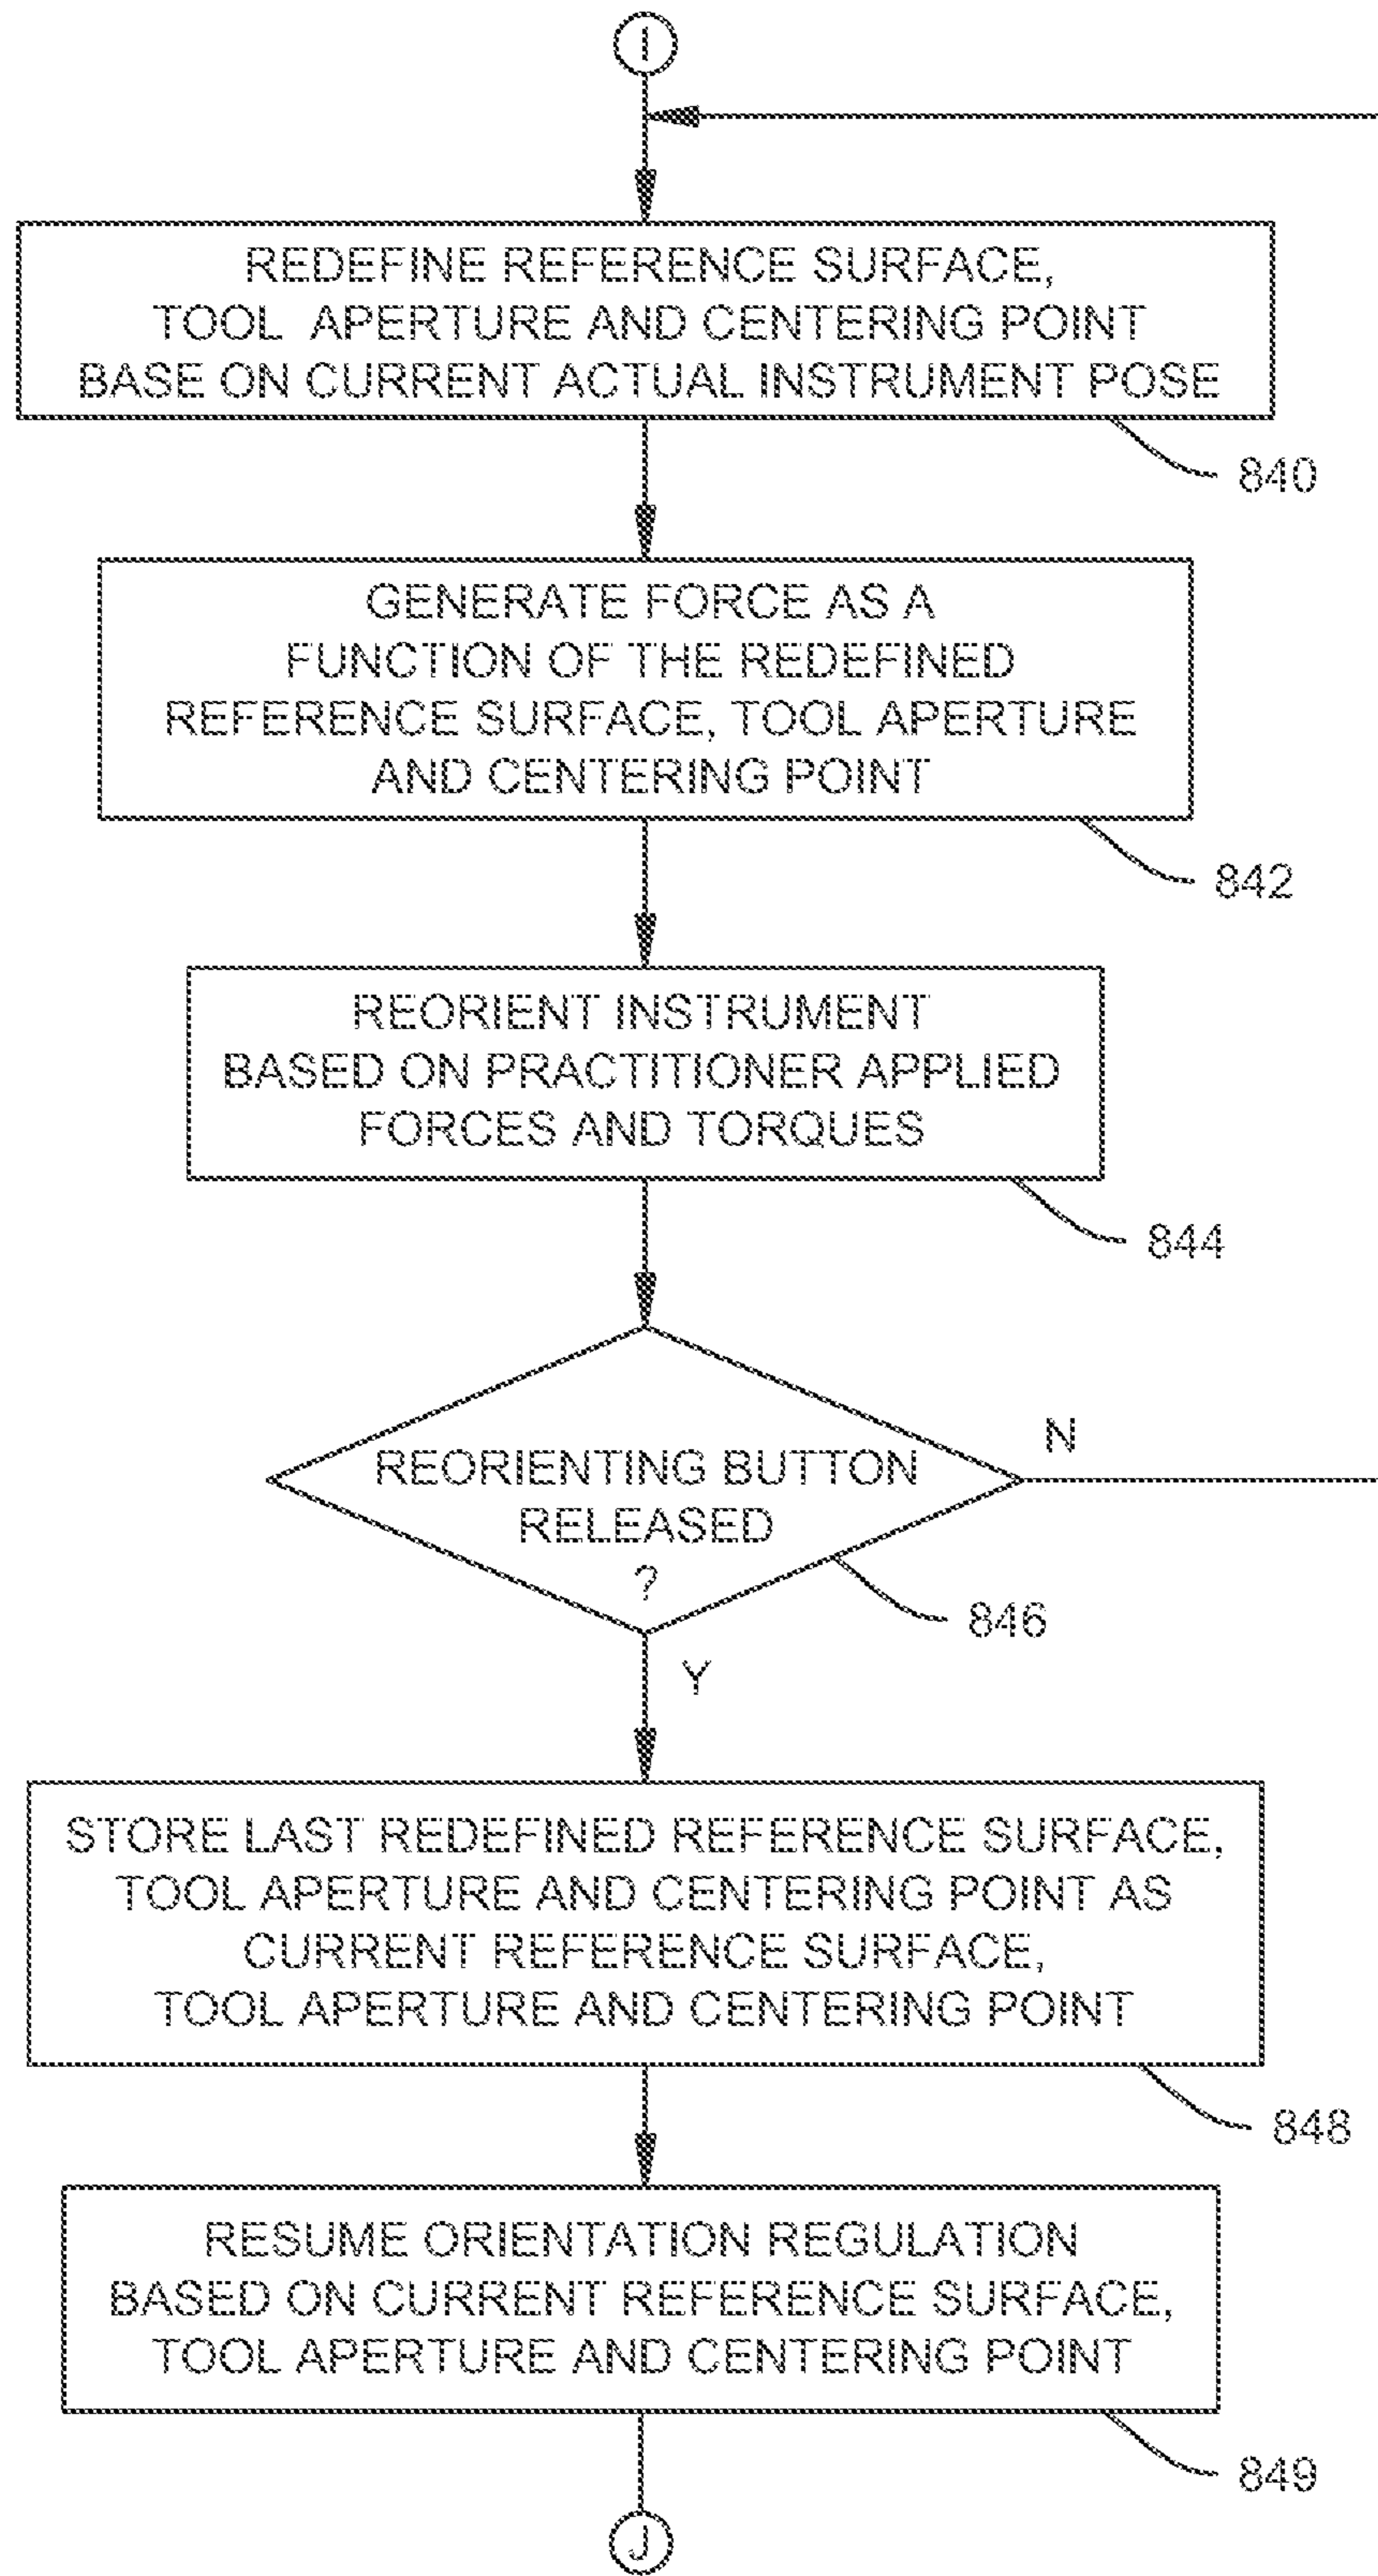 I
REDEFINE REFERENCE SURFACE,
TOOL APERTURE AND CENTERING POINT
BASE ON CURRENT ACTUAL INSTRUMENT POSE
840
GENERATE FORCE AS A
FUNCTION OF THE REDEFINED
REFERENCE SURFACE, TOOL APERTURE
AND CENTERING POINT
842
REORIENT INSTRUMENT
BASED ON PRACTITIONER APPLIED
FORCES AND TORQUES
844
N
REORIENTING BUTTON
RELEASED
?
846
Y
STORE LAST REDEFINED REFERENCE SURFACE,
TOOL APERTURE AND CENTERING POINT AS
CURRENT REFERENCE SURFACE,
TOOL APERTURE AND CENTERING POINT
848
RESUME ORIENTATION REGULATION
BASED ON CURRENT REFERENCE SURFACE,
TOOL APERTURE AND CENTERING POINT
849
J